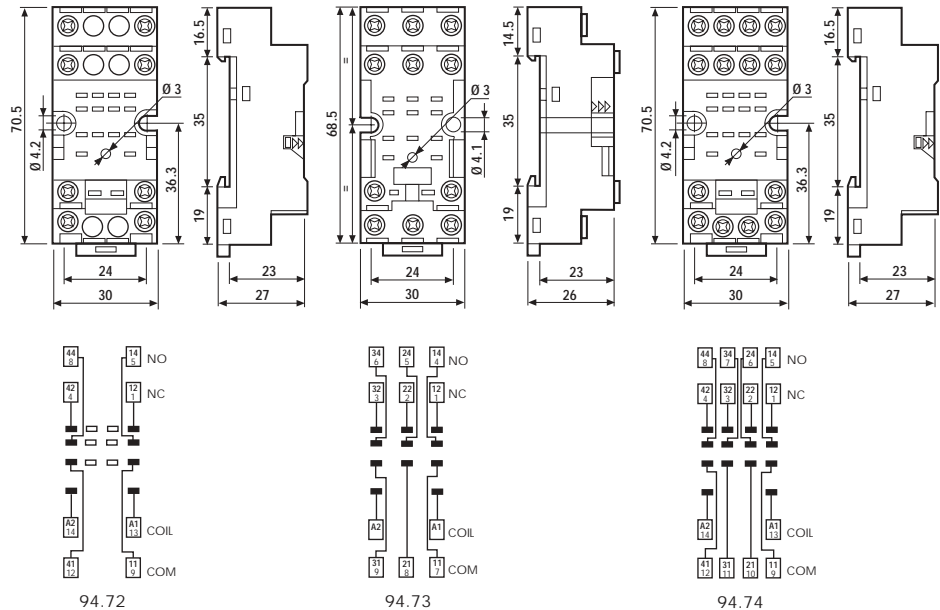 16.5
70.5
Ø 4.2
35
Ø 3
36.3
19
24
30
23
27
14.5
=
68.5
=
35
Ø 3
Ø 4.1
19
24
30
23
26
16.5
70.5
Ø 4.2
35
Ø 3
36.3
19
24
30
23
27
44 8
14 5
NO
42 4
12 1
NC
A2 14
A1 13
COIL
41 12
11 9
COM
94.72
34 6
24 5
14 4
NO
32 3
22 2
12 1
NC
A2
A1
COIL
31 9
21 8
11 7
COM
94.73
44 8
34 7
24 6
14 5
NO
42 4
32 3
22 2
12 1
NC
A2 14
A1 13
COIL
41 12
31 11
21 10
11 9
COM
94.74